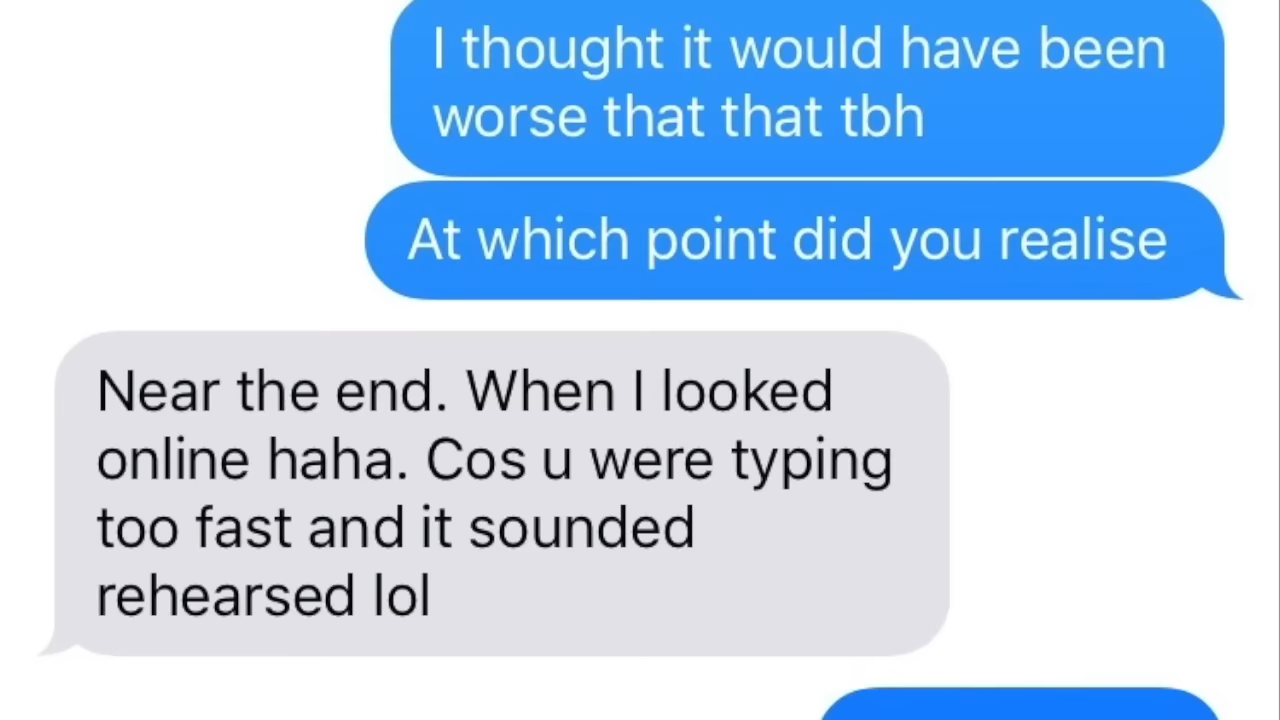 I thought it would have been
worse that that tbh
At which point did you realise
Near the end. When I looked
online haha. Cos u were typing
too fast and it sounded
rehearsed lol